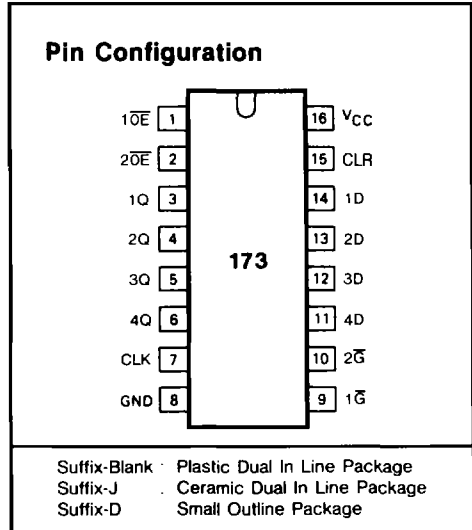 Pin Configuration
1O̅E̅ 1 16 VCC
2O̅E̅ 2 15 CLR
1Q 3 14 1D
2Q 4 13 2D
3Q 5 12 3D
4Q 6 11 4D
CLK 7 10 2G̅
GND 8 9 1G̅
173
Suffix-Blank Plastic Dual In Line Package
Suffix-J Ceramic Dual In Line Package
Suffix-D Small Outline Package